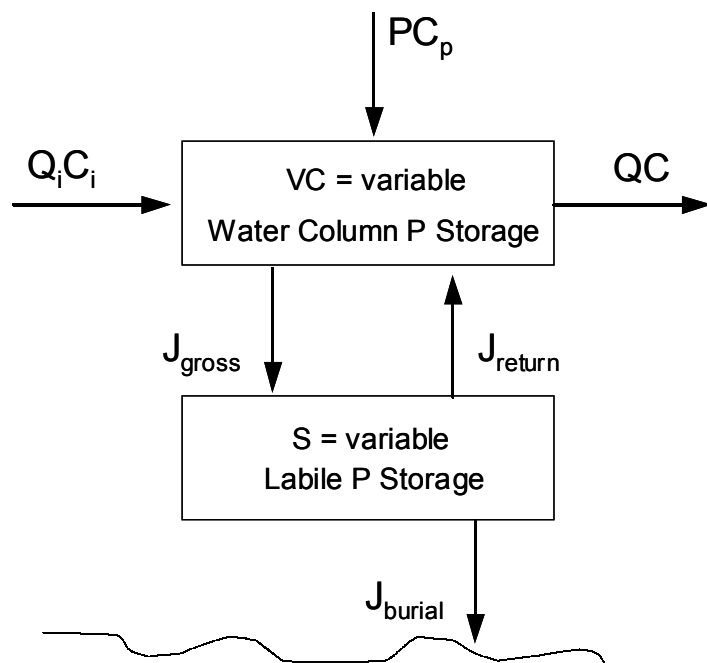 PCp
QiCi
VC = variable
QC
Water Column P Storage
Jgross
Jreturn
S = variable
Labile P Storage
Jburial